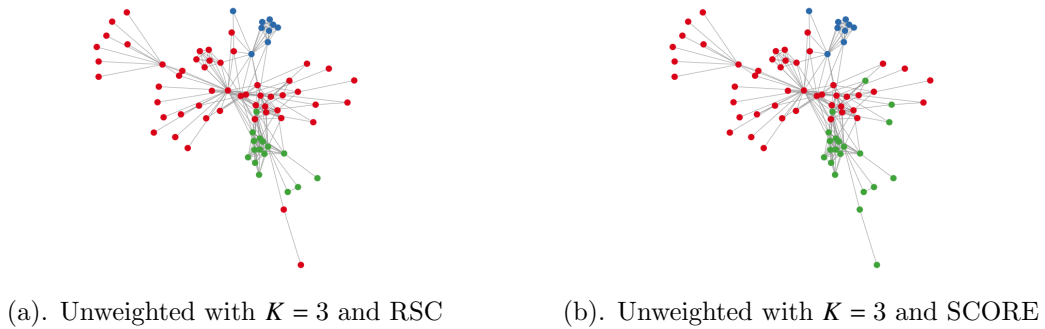 (a). Unweighted with K = 3 and RSC
(b). Unweighted with K = 3 and SCORE